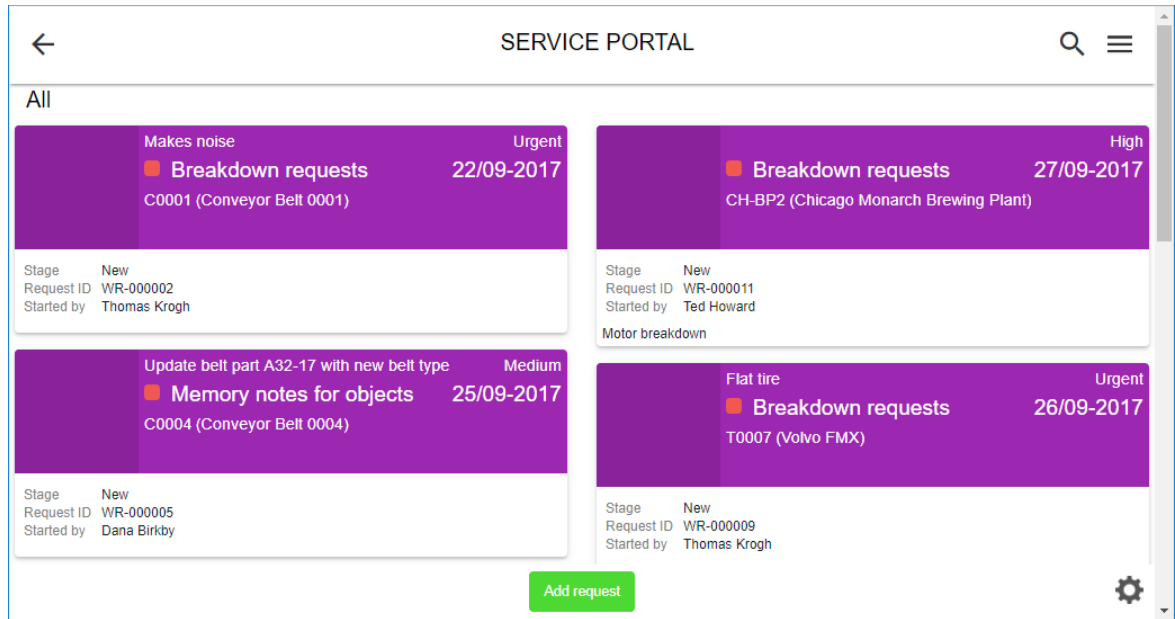 SERVICE PORTAL
All
Makes noise Urgent
Breakdown requests 22/09-2017
C0001 (Conveyor Belt 0001)
Stage New
Request ID WR-000002
Started by Thomas Krogh
High
Breakdown requests 27/09-2017
CH-BP2 (Chicago Monarch Brewing Plant)
Stage New
Request ID WR-000011
Started by Ted Howard
Motor breakdown
Update belt part A32-17 with new belt type Medium
Memory notes for objects 25/09-2017
C0004 (Conveyor Belt 0004)
Stage New
Request ID WR-000005
Started by Dana Birkby
Flat tire Urgent
Breakdown requests 26/09-2017
T0007 (Volvo FMX)
Stage New
Request ID WR-000009
Started by Thomas Krogh
Add request